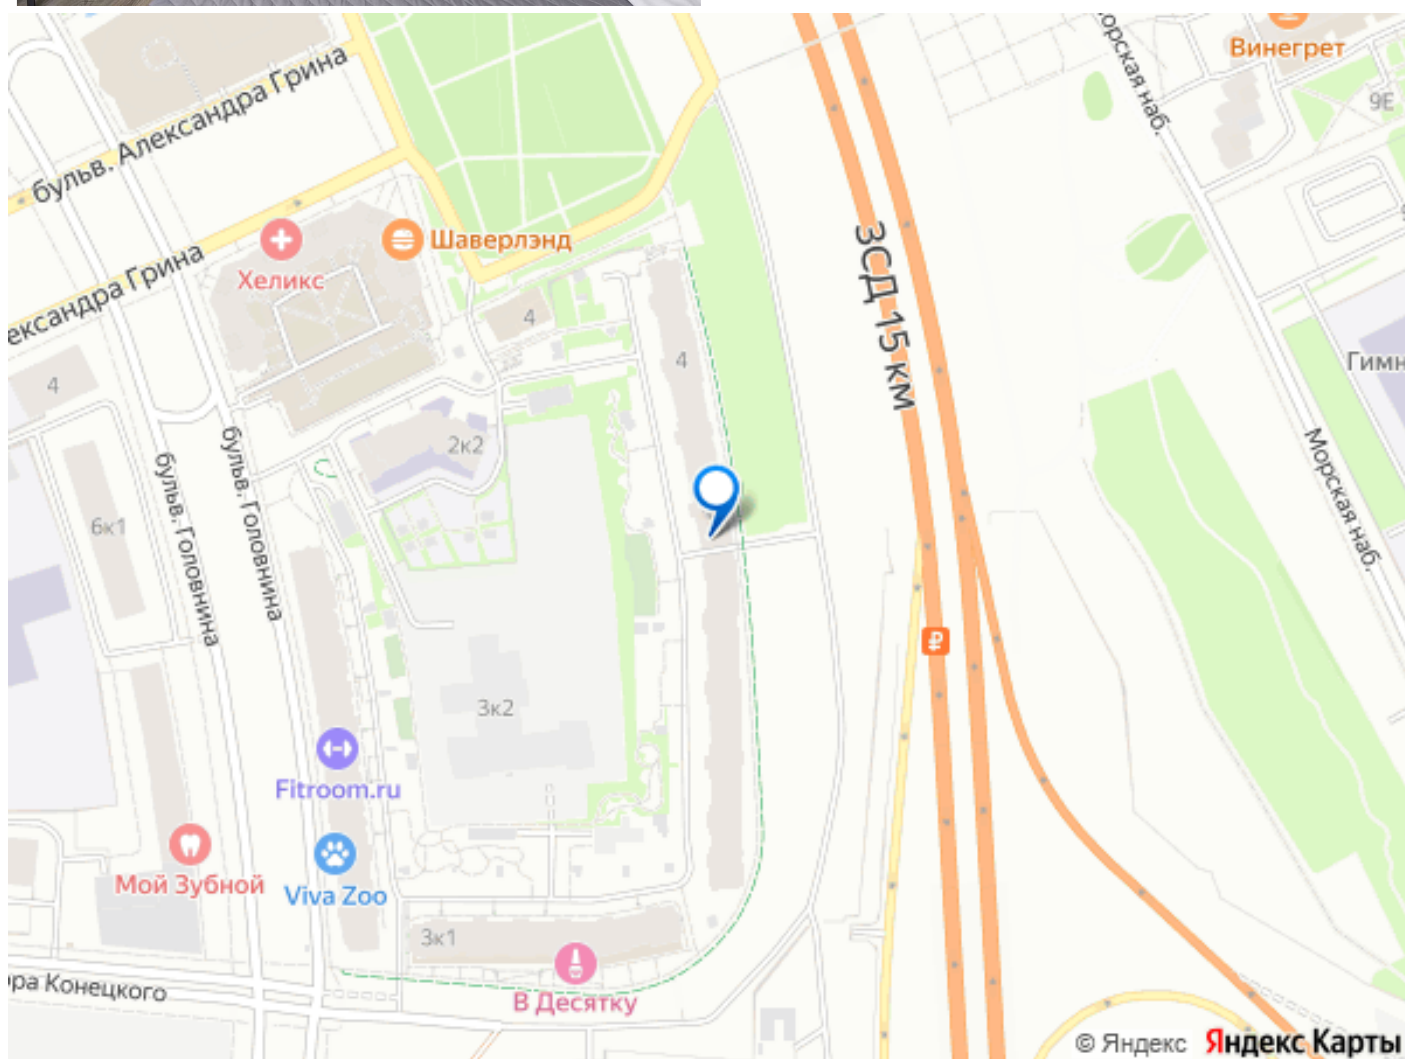 бульв. Александра Грина
Винегрет
орская наб.
9Е
ександра Грина
Хеликс
Шаверлэнд
4
4
ЗСД 15 км
Гимн
4
2к2
6к1
бульв. Головнина
бульв. Головнина
Морская наб.
3к2
Fitroom.ru
Мой Зубной
Viva Zoo
3к1
В Десятку
ра Конецкого
© Яндекс Яндекс Карты